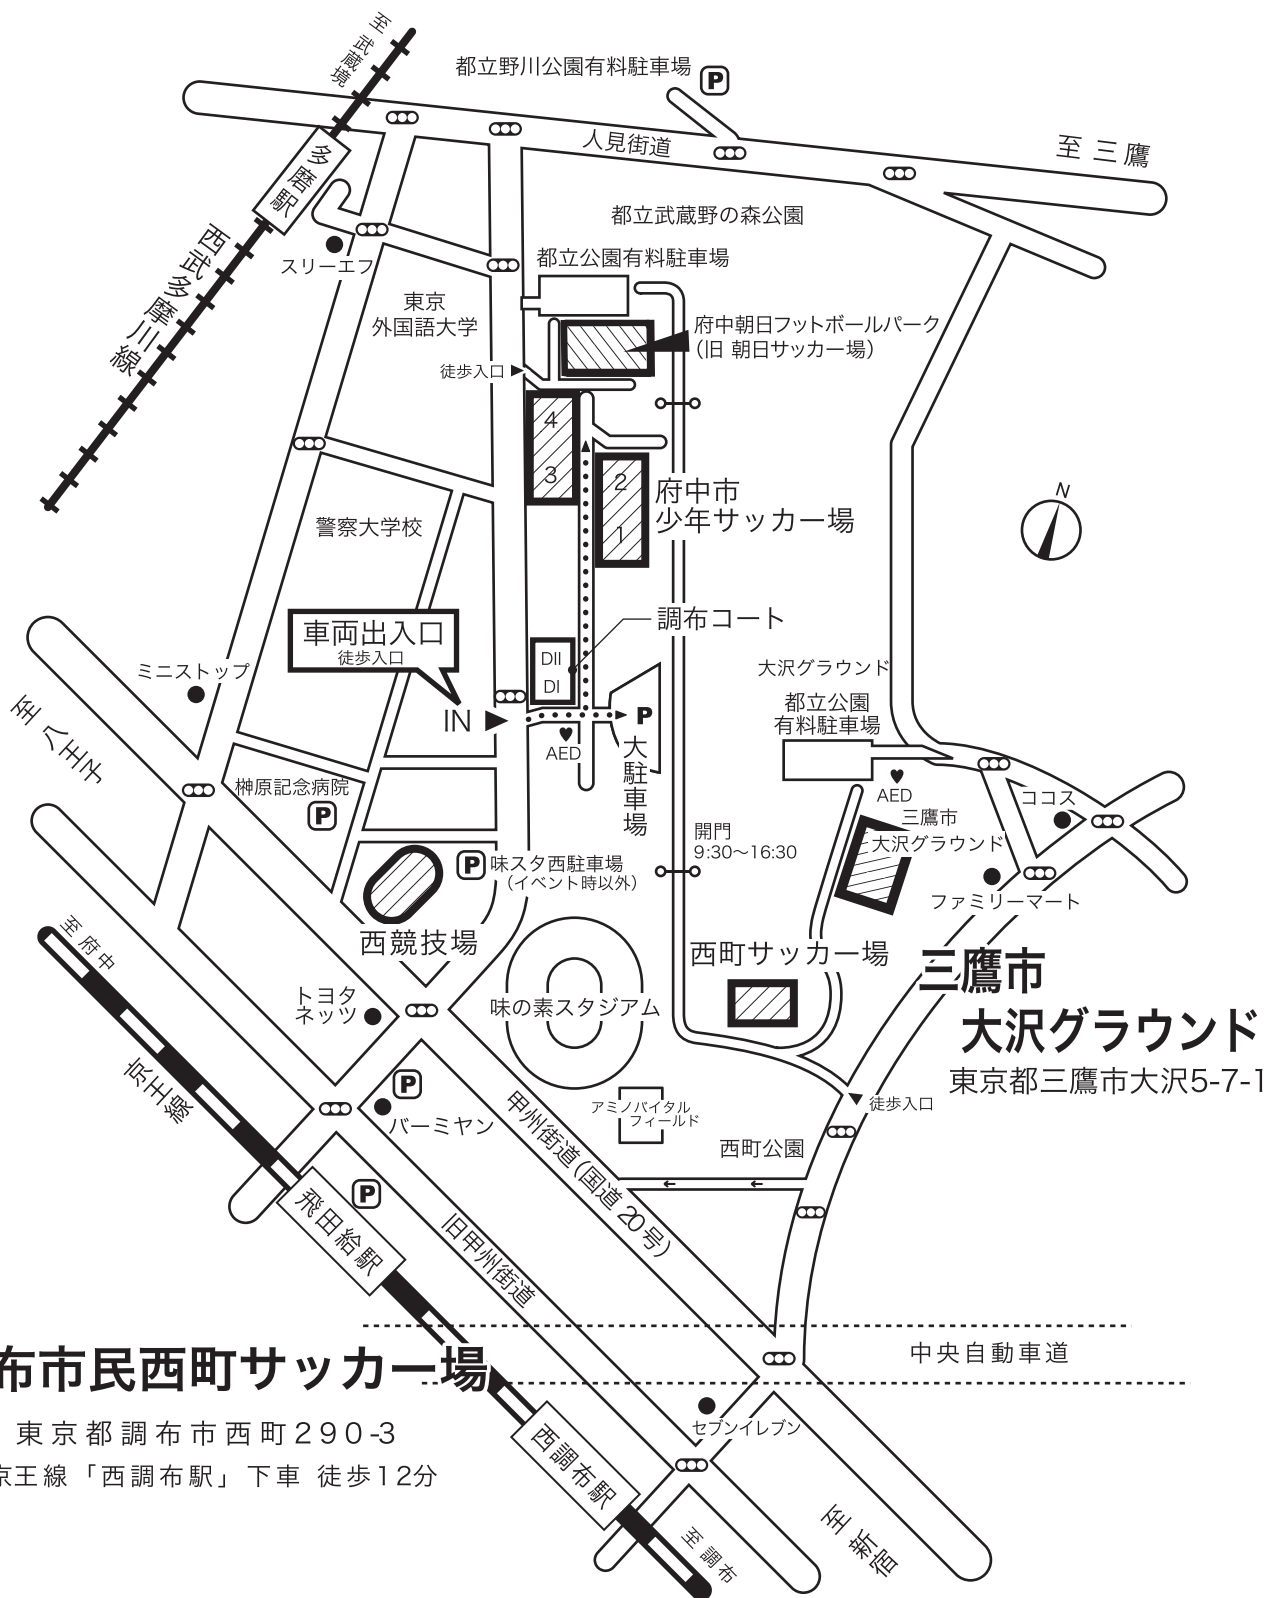 至 武蔵境
都立野川公園有料駐車場
P
人見街道
至 三鷹
多磨駅
都立武蔵野の森公園
西武多摩川線
スリーエフ
都立公園有料駐車場
東京
外国語大学
府中朝日フットボールパーク
(旧 朝日サッカー場)
徒歩入口
4
3
2
1
府中市
少年サッカー場
N
警察大学校
車両出入口
徒歩入口
調布コート
DII
DI
ミニストップ
大沢グラウンド
都立公園
有料駐車場
IN
P
AED
大駐車場
至 八王子
榊原記念病院
P
AED
ココス
三鷹市
大沢グラウンド
開門
9:30〜16:30
P
味スタ西駐車場
(イベント時以外)
ファミリーマート
至 府中
西競技場
西町サッカー場
三鷹市
大沢グラウンド
東京都三鷹市大沢5-7-1
トヨタ
ネッツ
味の素スタジアム
京王線
P
バーミヤン
甲州街道(国道 20号)
アミノバイタル
フィールド
徒歩入口
西町公園
P
飛田給駅
旧甲州街道
中央自動車道
布市民西町サッカー場
東京都調布市西町290-3
京王線「西調布駅」下車 徒歩12分
セブンイレブン
西調布駅
至 調布
至 新宿